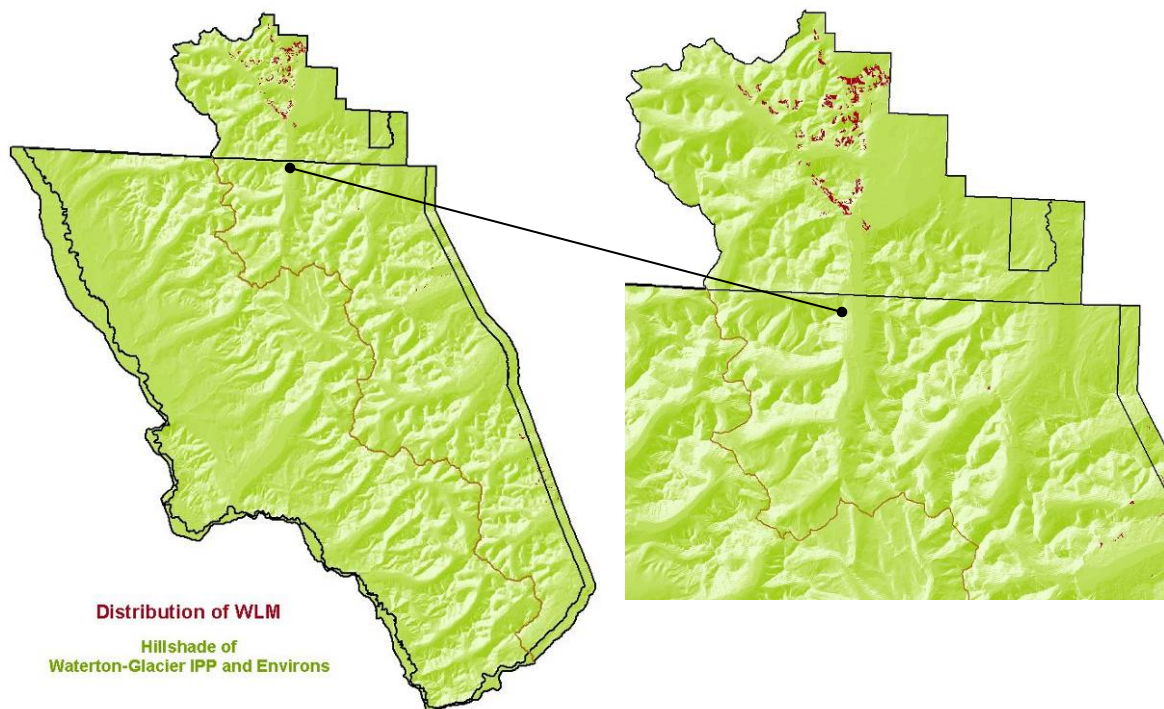 Distribution of WLM
Hillshade of
Waterton-Glacier IPP and Environs